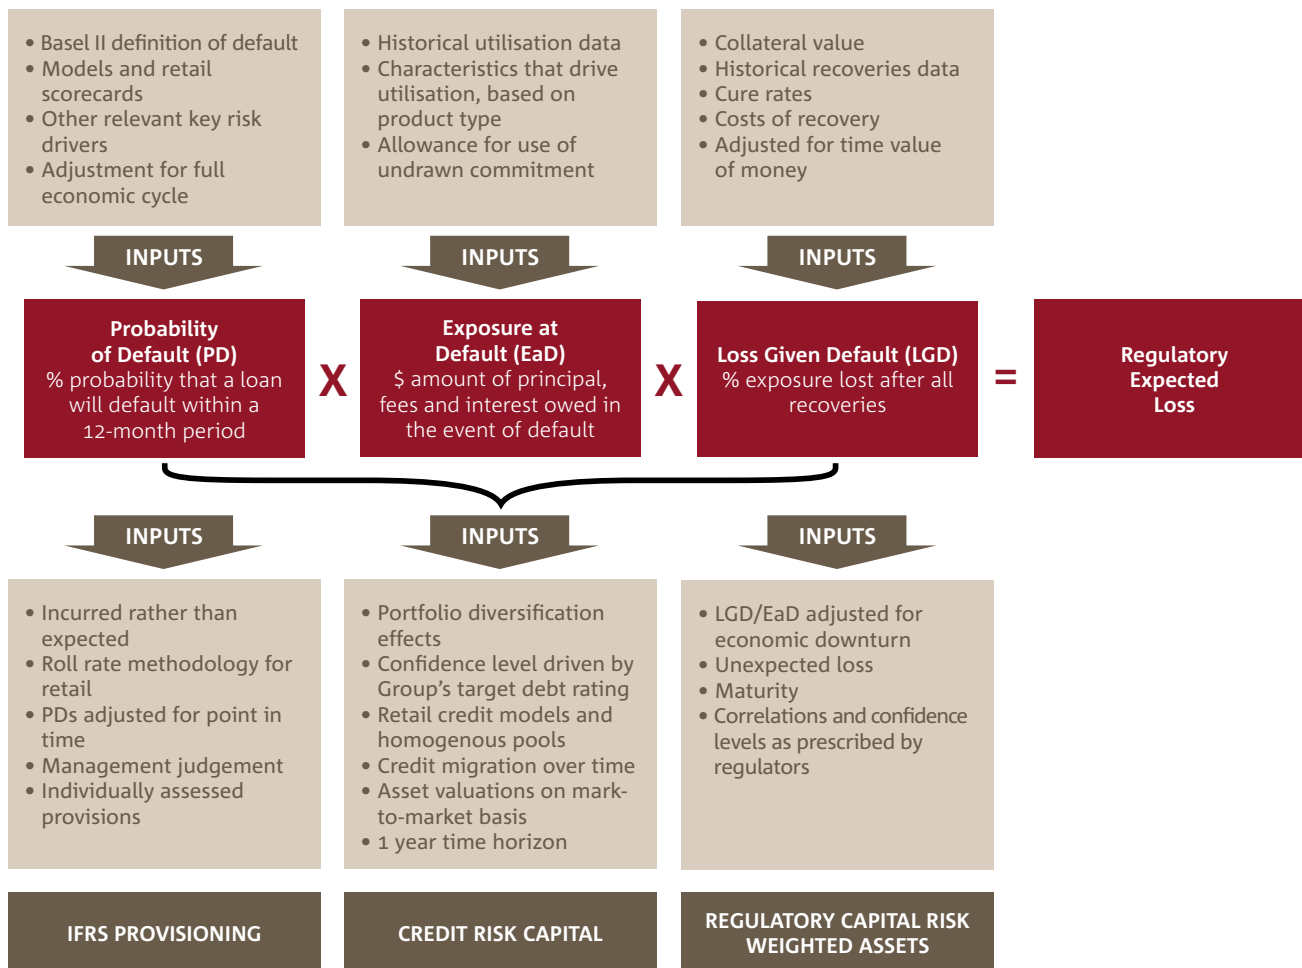 • Basel II definition of default
• Models and retail
scorecards
• Other relevant key risk
drivers
• Adjustment for full
economic cycle
• Historical utilisation data
• Characteristics that drive
utilisation, based on
product type
• Allowance for use of
undrawn commitment
• Collateral value
• Historical recoveries data
• Cure rates
• Costs of recovery
• Adjusted for time value
of money
INPUTS
INPUTS
INPUTS
Probability
of Default (PD)
% probability that a loan
will default within a
12-month period
X
Exposure at
Default (EaD)
$ amount of principal,
fees and interest owed in
the event of default
X
Loss Given Default (LGD)
% exposure lost after all
recoveries
=
Regulatory
Expected
Loss
INPUTS
INPUTS
INPUTS
• Incurred rather than
expected
• Roll rate methodology for
retail
• PDs adjusted for point in
time
• Management judgement
• Individually assessed
provisions
• Portfolio diversification
effects
• Confidence level driven by
Group's target debt rating
• Retail credit models and
homogenous pools
• Credit migration over time
• Asset valuations on mark-
to-market basis
• 1 year time horizon
• LGD/EaD adjusted for
economic downturn
• Unexpected loss
• Maturity
• Correlations and confidence
levels as prescribed by
regulators
IFRS PROVISIONING
CREDIT RISK CAPITAL
REGULATORY CAPITAL RISK
WEIGHTED ASSETS